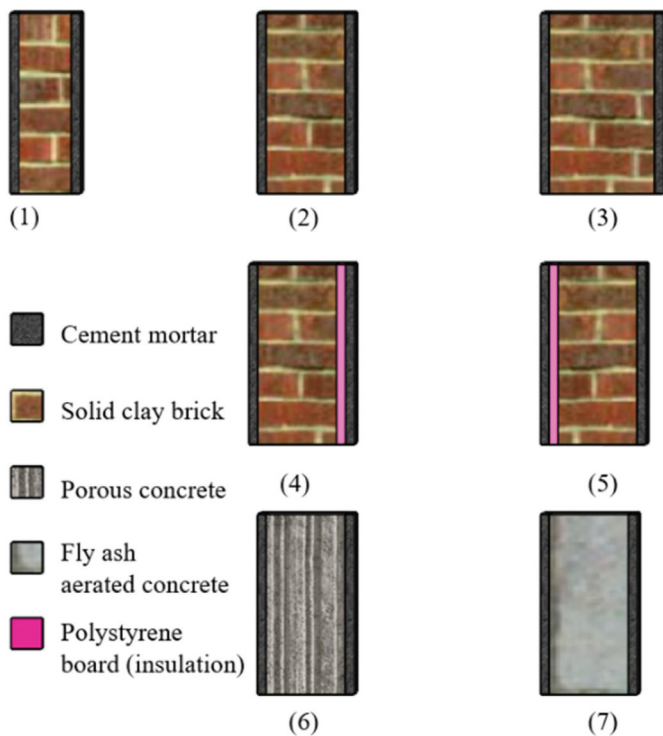 (1)
(2)
(3)
Cement mortar
Solid clay brick
Porous concrete
Fly ash
aerated concrete
Polystyrene
board (insulation)
(4)
(5)
(6)
(7)